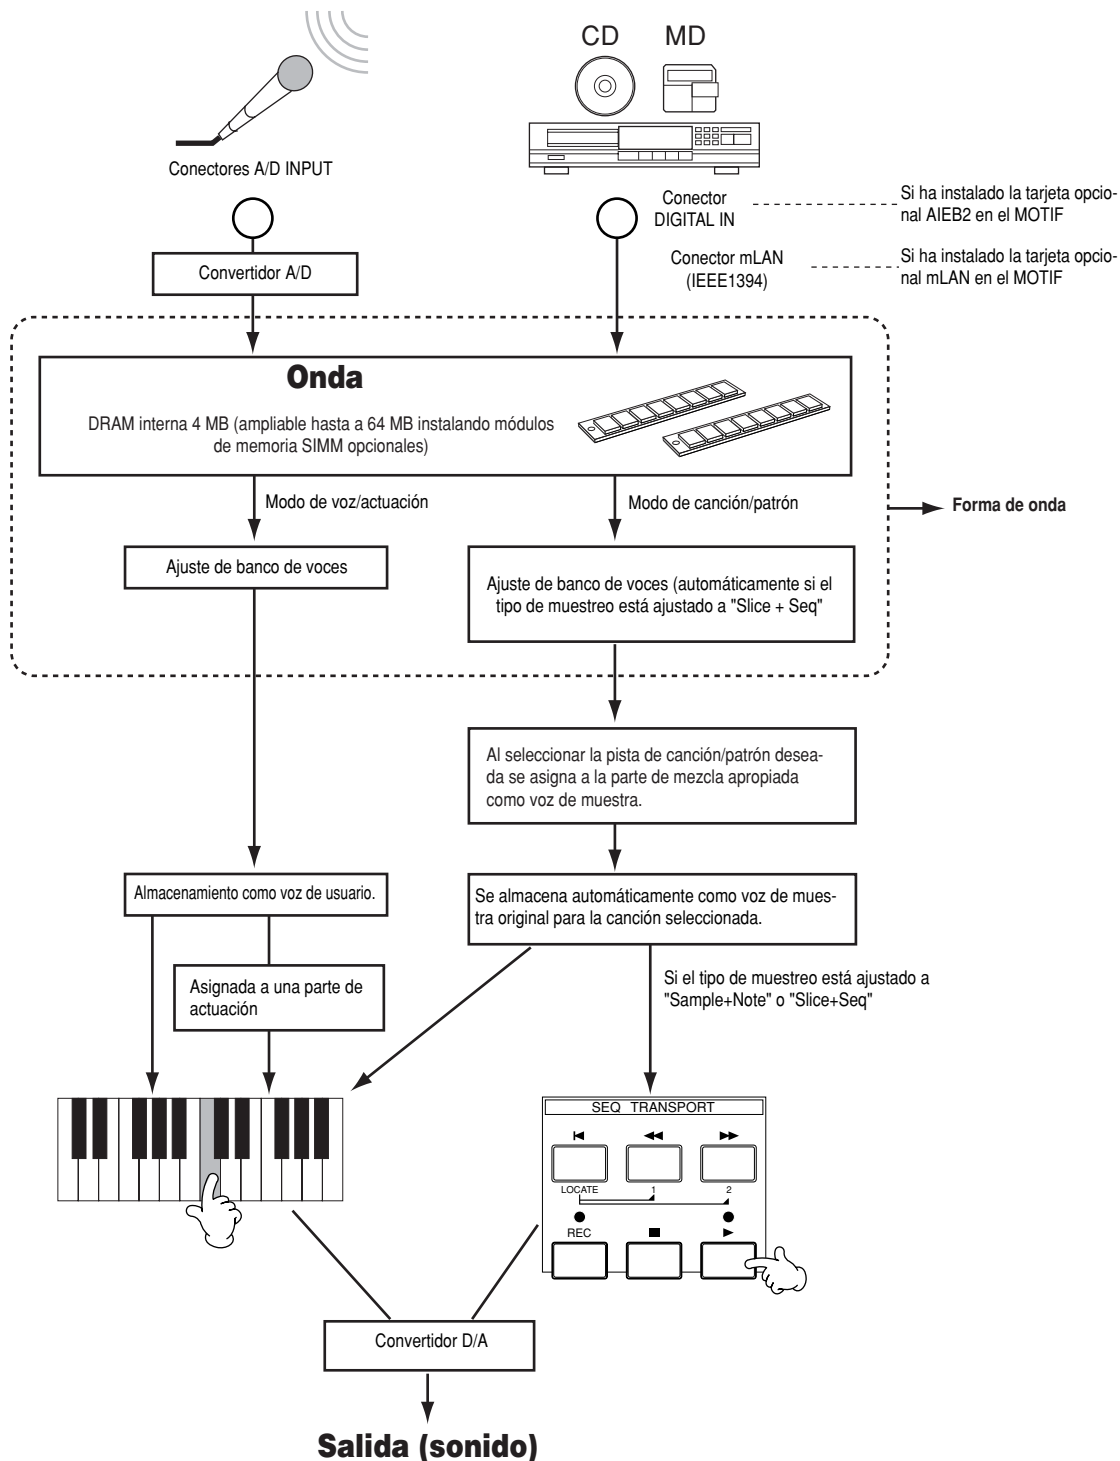 CD MD
Conectores A/D INPUT
Conector
DIGITAL IN
Si ha instalado la tarjeta opcio-
nal AIEB2 en el MOTIF
Convertidor A/D
Conector mLAN
(IEEE1394)
Si ha instalado la tarjeta opcio-
nal mLAN en el MOTIF
Onda
DRAM interna 4 MB (ampliable hasta a 64 MB instalando módulos
de memoria SIMM opcionales)
Modo de voz/actuación
Modo de canción/patrón
Forma de onda
Ajuste de banco de voces
Ajuste de banco de voces (automáticamente si el
tipo de muestreo está ajustado a "Slice + Seq"
Al seleccionar la pista de canción/patrón desea-
da se asigna a la parte de mezcla apropiada
como voz de muestra.
Almacenamiento como voz de usuario.
Se almacena automáticamente como voz de mues-
tra original para la canción seleccionada.
Asignada a una parte de
actuación
Si el tipo de muestreo está ajustado a
"Sample+Note" o "Slice+Seq"
SEQ TRANSPORT
LOCATE 1 2
REC
Convertidor D/A
Salida (sonido)